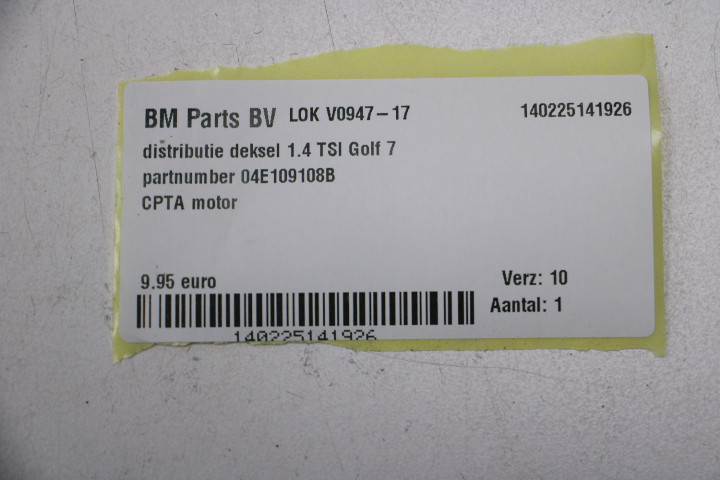 BM Parts BV LOK V0947-17 140225141926
distributie deksel 1.4 TSI Golf 7
partnumber 04E109108B
CPTA motor
9.95 euro Verz: 10
Aantal: 1
140225141926